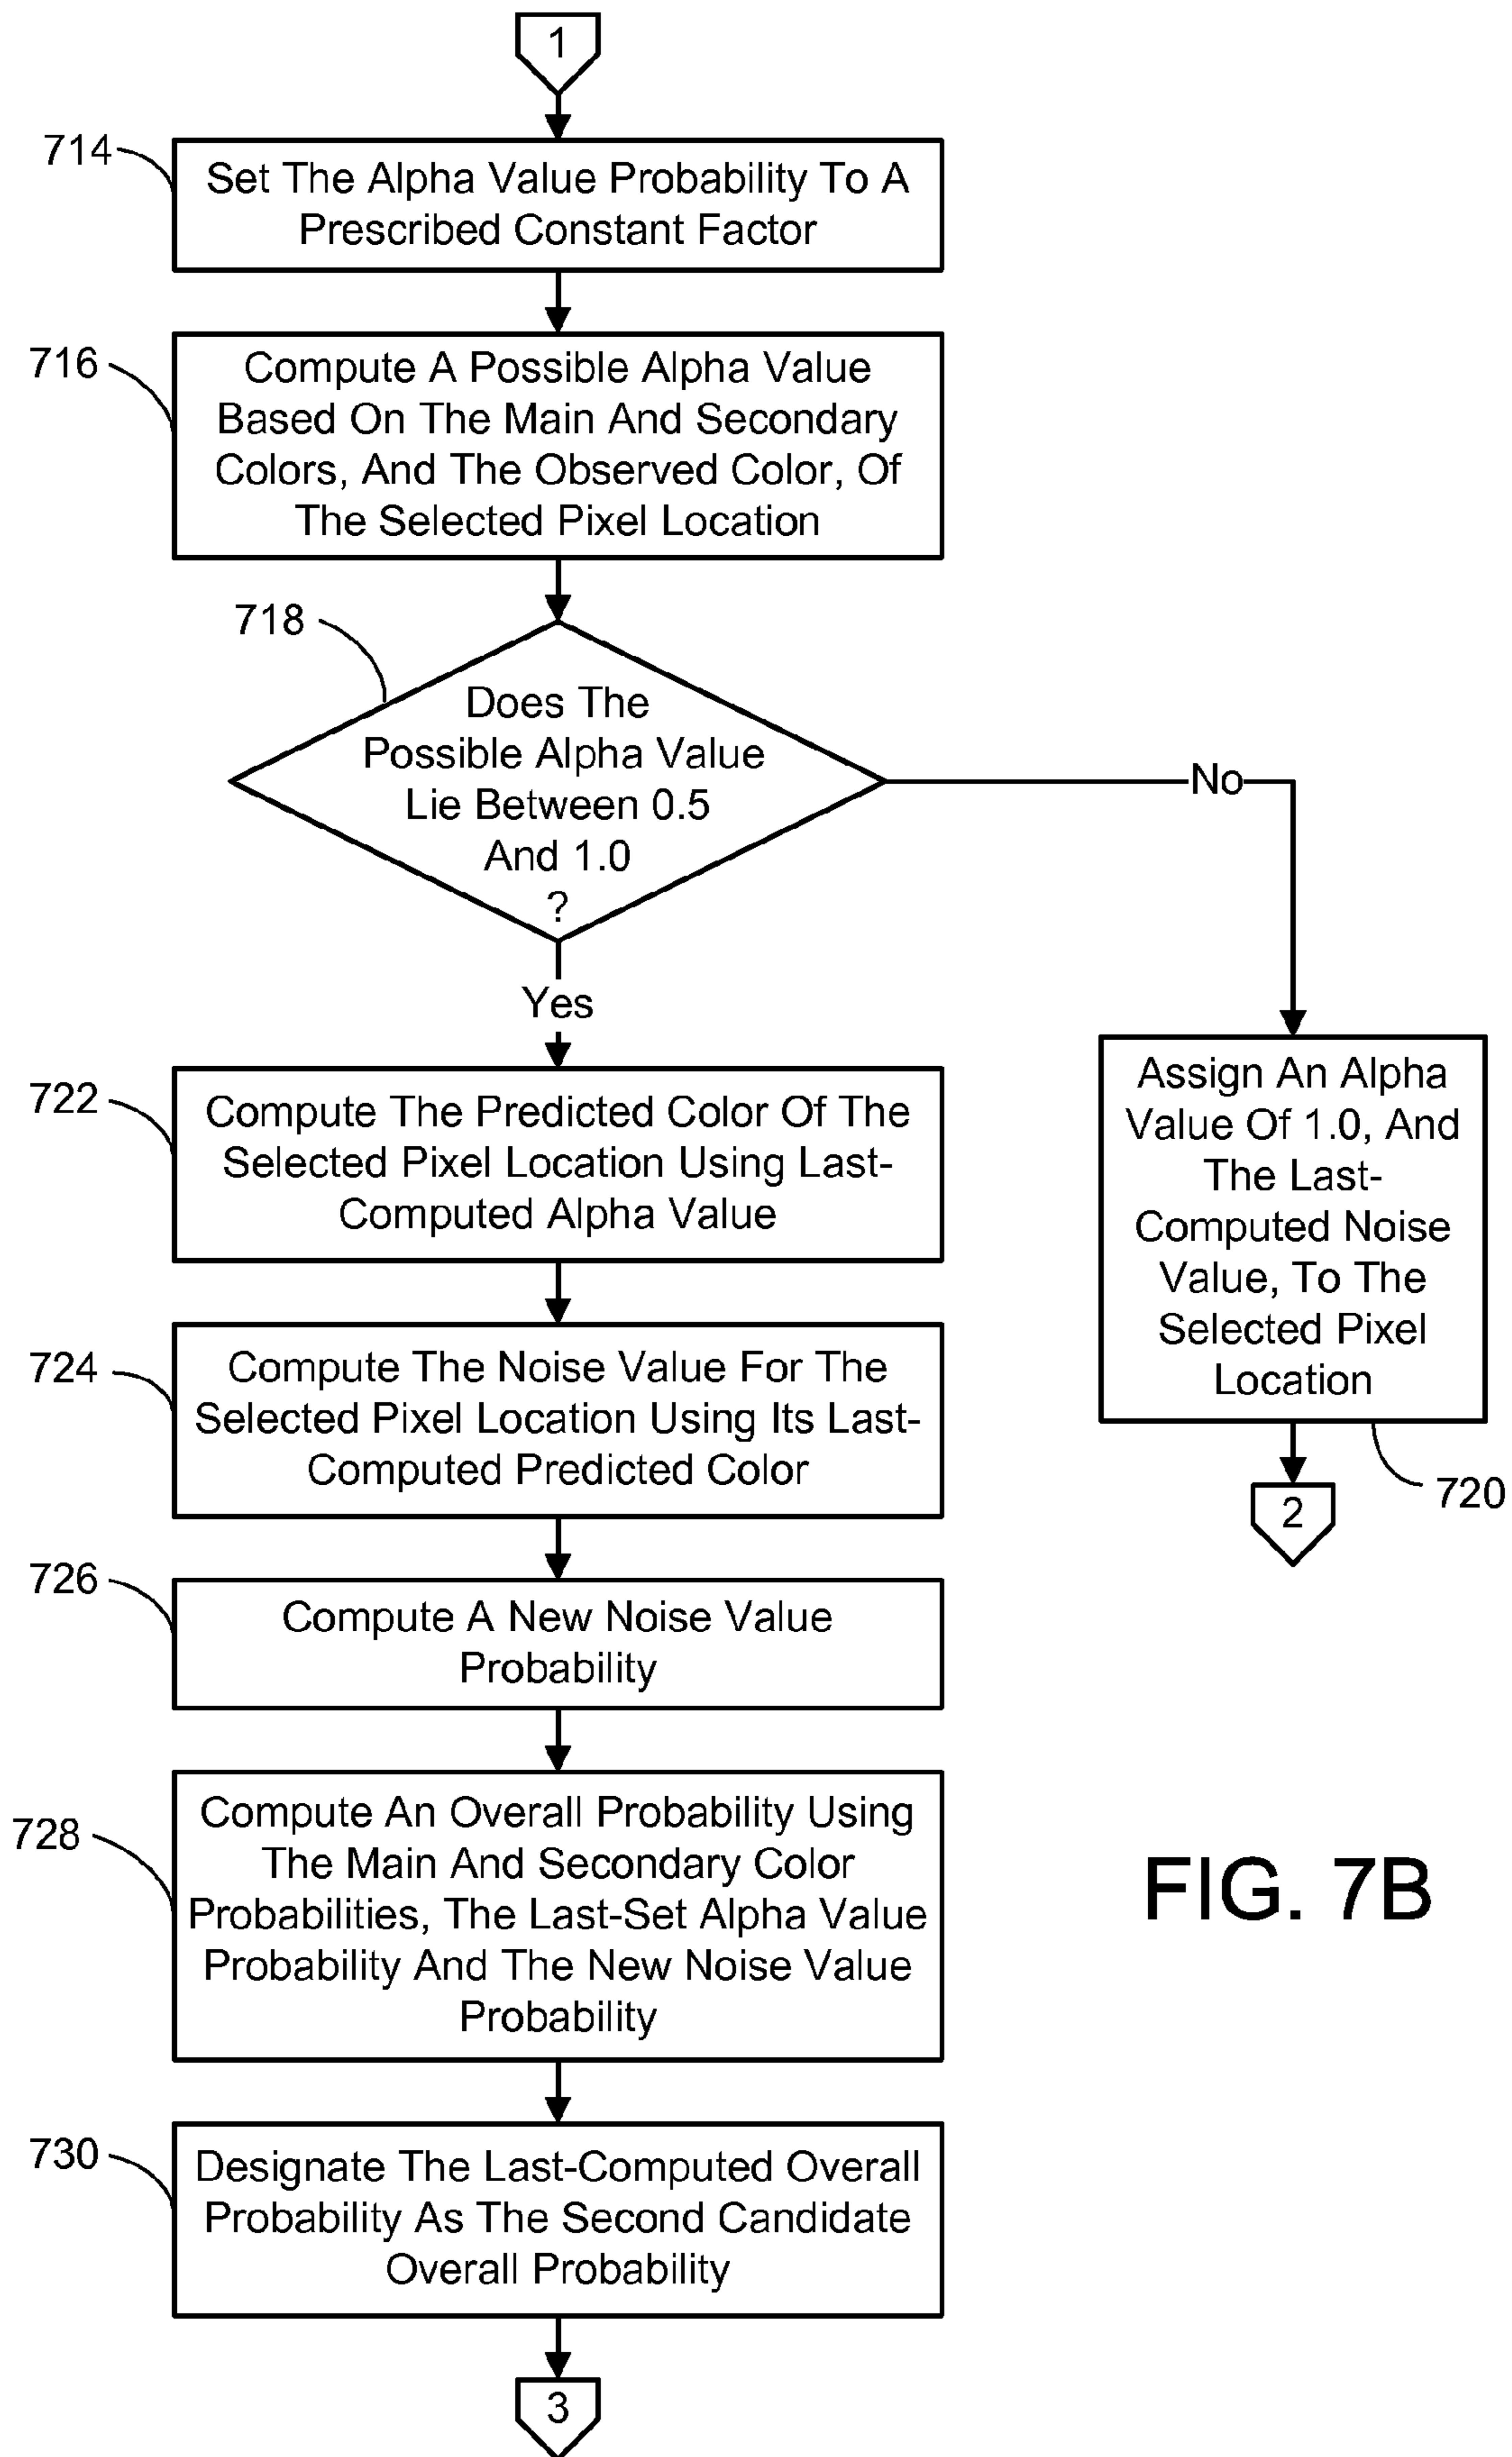 1
714
Set The Alpha Value Probability To A
Prescribed Constant Factor
716
Compute A Possible Alpha Value
Based On The Main And Secondary
Colors, And The Observed Color, Of
The Selected Pixel Location
718
Does The
Possible Alpha Value
Lie Between 0.5
And 1.0
?
No
Yes
Assign An Alpha
Value Of 1.0, And
The Last-
Computed Noise
Value, To The
Selected Pixel
Location
720
2
722
Compute The Predicted Color Of The
Selected Pixel Location Using Last-
Computed Alpha Value
724
Compute The Noise Value For The
Selected Pixel Location Using Its Last-
Computed Predicted Color
726
Compute A New Noise Value
Probability
728
Compute An Overall Probability Using
The Main And Secondary Color
Probabilities, The Last-Set Alpha Value
Probability And The New Noise Value
Probability
FIG. 7B
730
Designate The Last-Computed Overall
Probability As The Second Candidate
Overall Probability
3